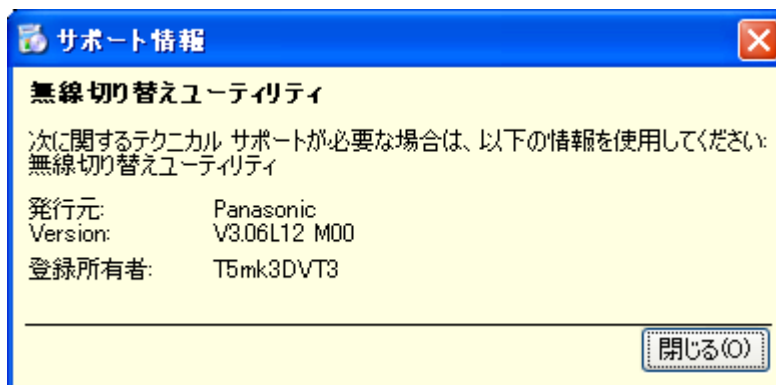 サポート情報
無線切り替えユーティリティ
次に関するテクニカル サポートが必要な場合は、以下の情報を使用してください:
無線切り替えユーティリティ
発行元: Panasonic
Version: V3.06L12 M00
登録所有者: T5mk3DVT3
閉じる(O)